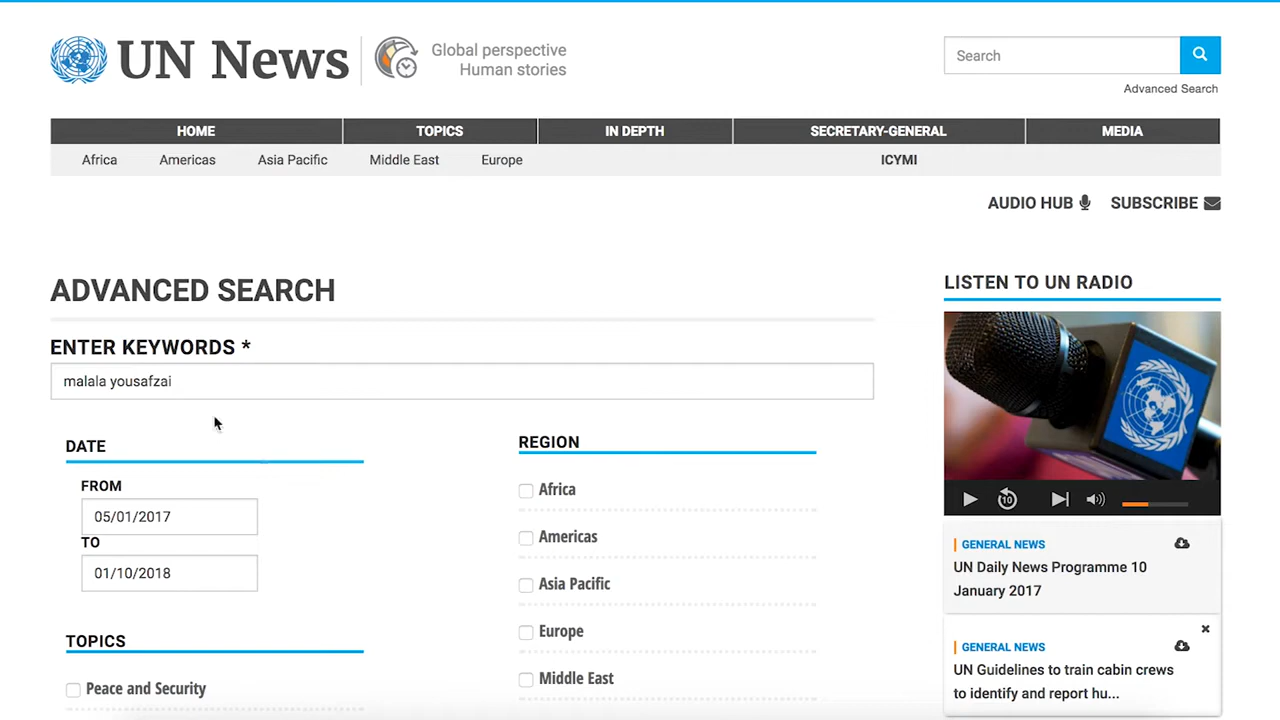 UN News
Global perspective
Human stories
Search
Advanced Search
HOME
TOPICS
IN DEPTH
SECRETARY-GENERAL
MEDIA
Africa
Americas
Asia Pacific
Middle East
Europe
ICYMI
AUDIO HUB
SUBSCRIBE
ADVANCED SEARCH
ENTER KEYWORDS *
malala yousafzai
DATE
FROM
05/01/2017
TO
01/10/2018
TOPICS
Peace and Security
REGION
Africa
Americas
Asia Pacific
Europe
Middle East
LISTEN TO UN RADIO
10
GENERAL NEWS
UN Daily News Programme 10
January 2017
GENERAL NEWS
UN Guidelines to train cabin crews
to identify and report hu...